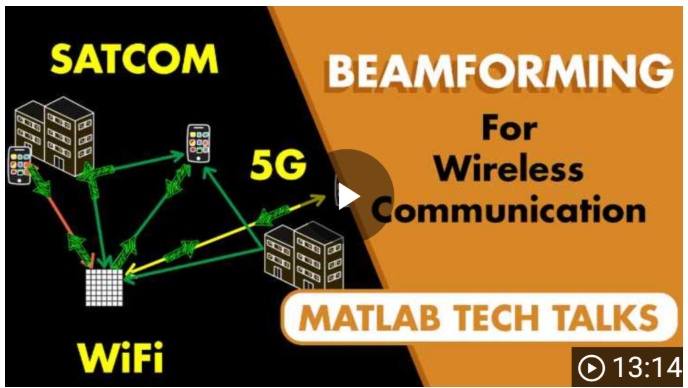 SATCOM
5G
WiFi
BEAMFORMING
For
Wireless
Communication
MATLAB TECH TALKS
13:14